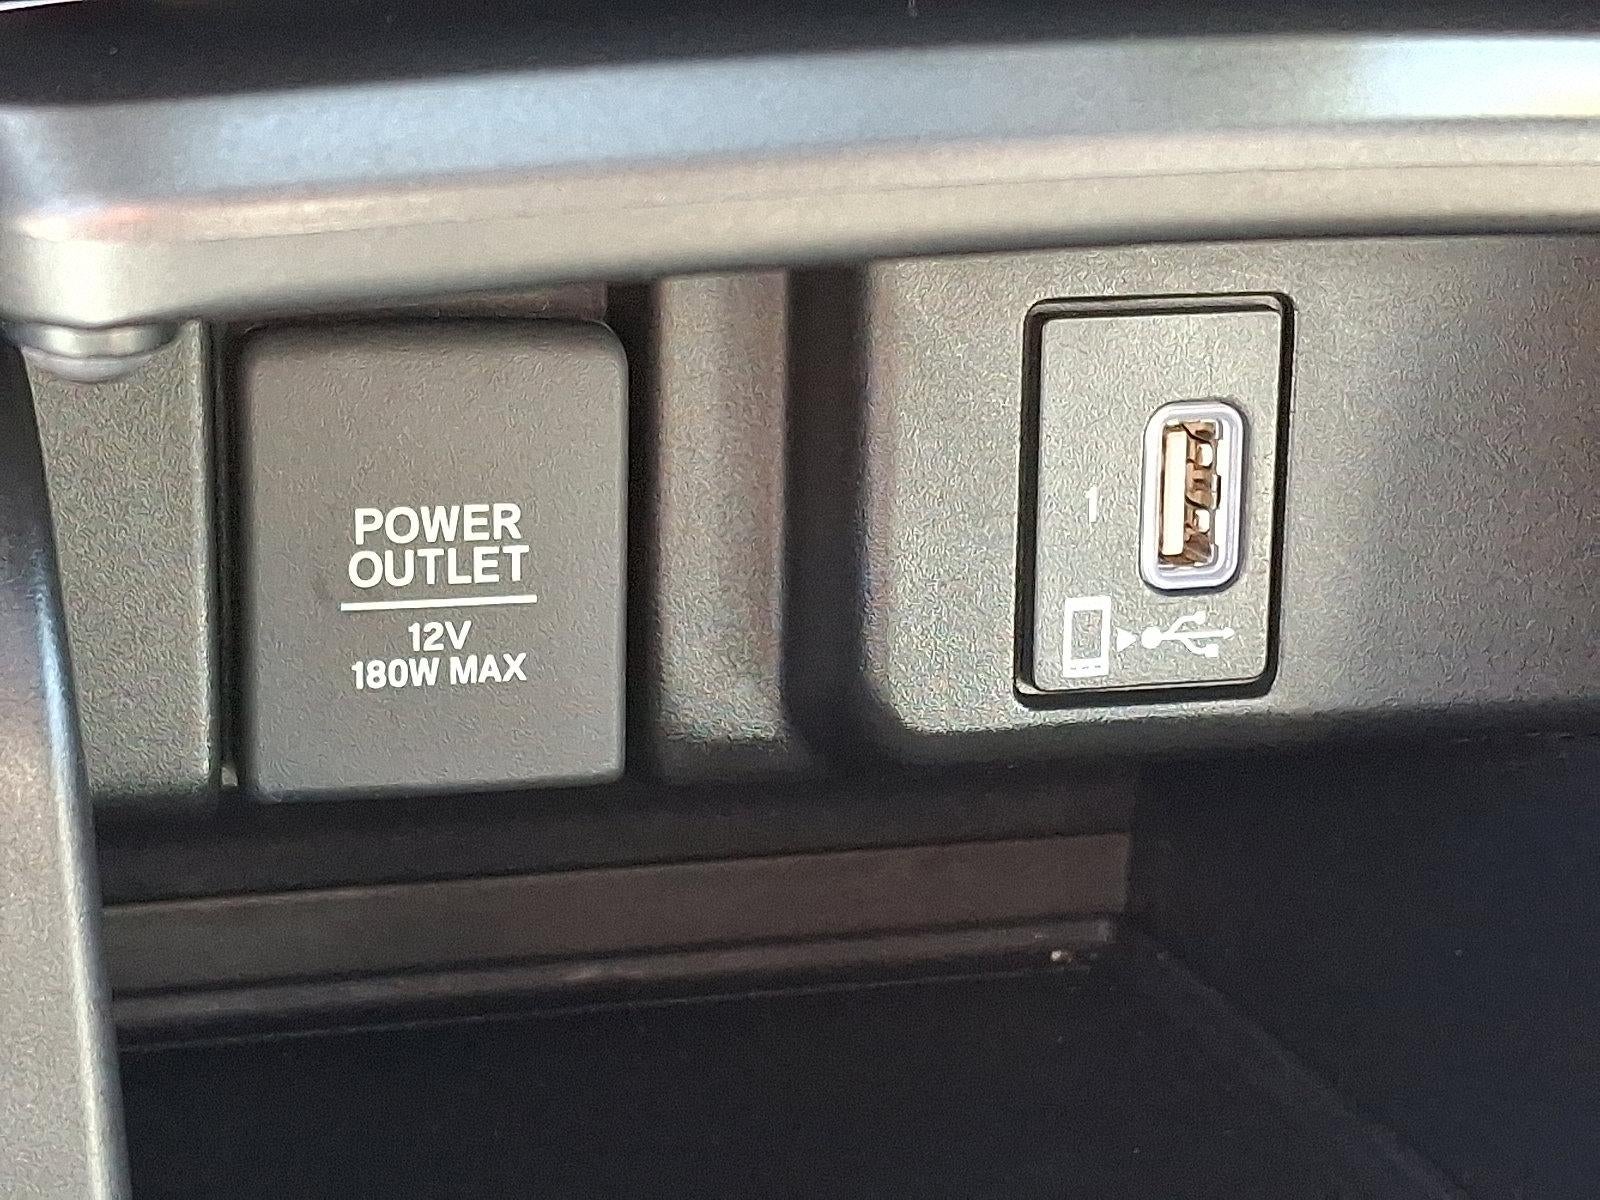 POWER
OUTLET
12V
180W MAX
1